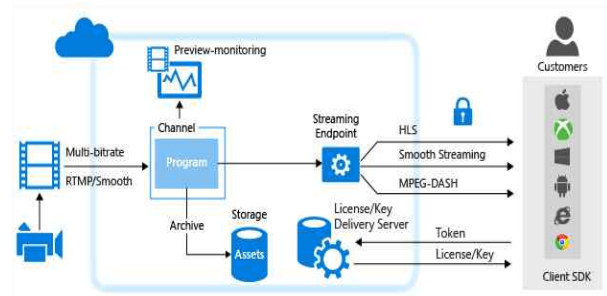 Preview-monitoring
Customers
Channel
Streaming
Endpoint
HLS
Multi-bitrate
Program
Smooth Streaming
RTMP/Smooth
MPEG-DASH
License/Key
Delivery Server
Storage
Archive
Token
Assets
License/Key
Client SDK